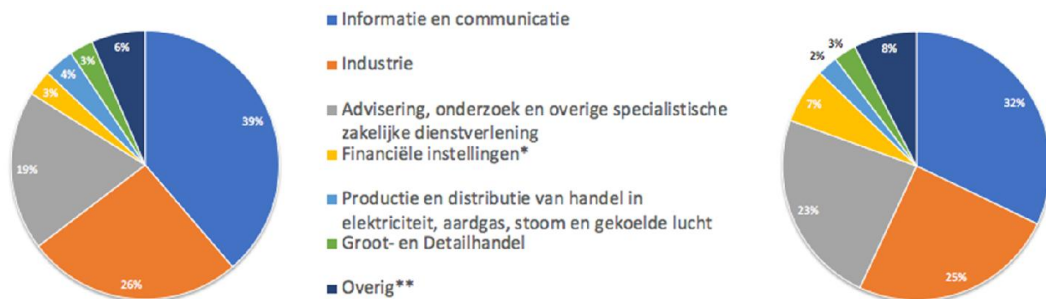 6%
3%
4%
3%
39%
19%
26%
Informatie en communicatie
Industrie
Advisering, onderzoek en overige specialistische
zakelijke dienstverlening
Financiële instellingen*
Productie en distributie van handel in
elektriciteit, aardgas, stoom en gekoelde lucht
Groot- en Detailhandel
Overig**
8%
3%
2%
7%
32%
23%
25%